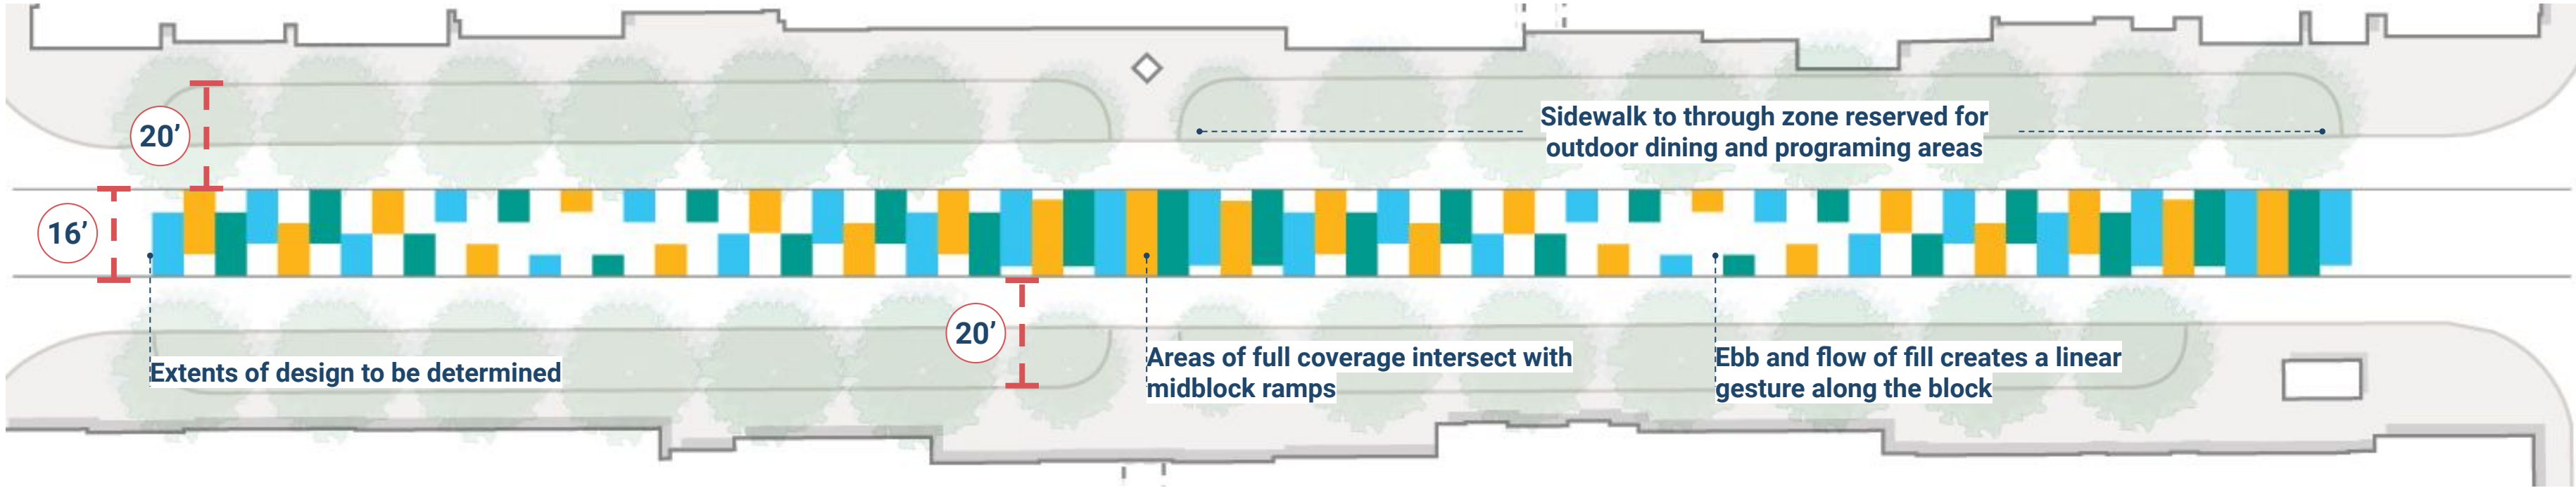 20’
Sidewalk to through zone reserved for
outdoor dining and programing areas
16’
20’
Extents of design to be determined
Areas of full coverage intersect with
midblock ramps
Ebb and flow of fill creates a linear
gesture along the block